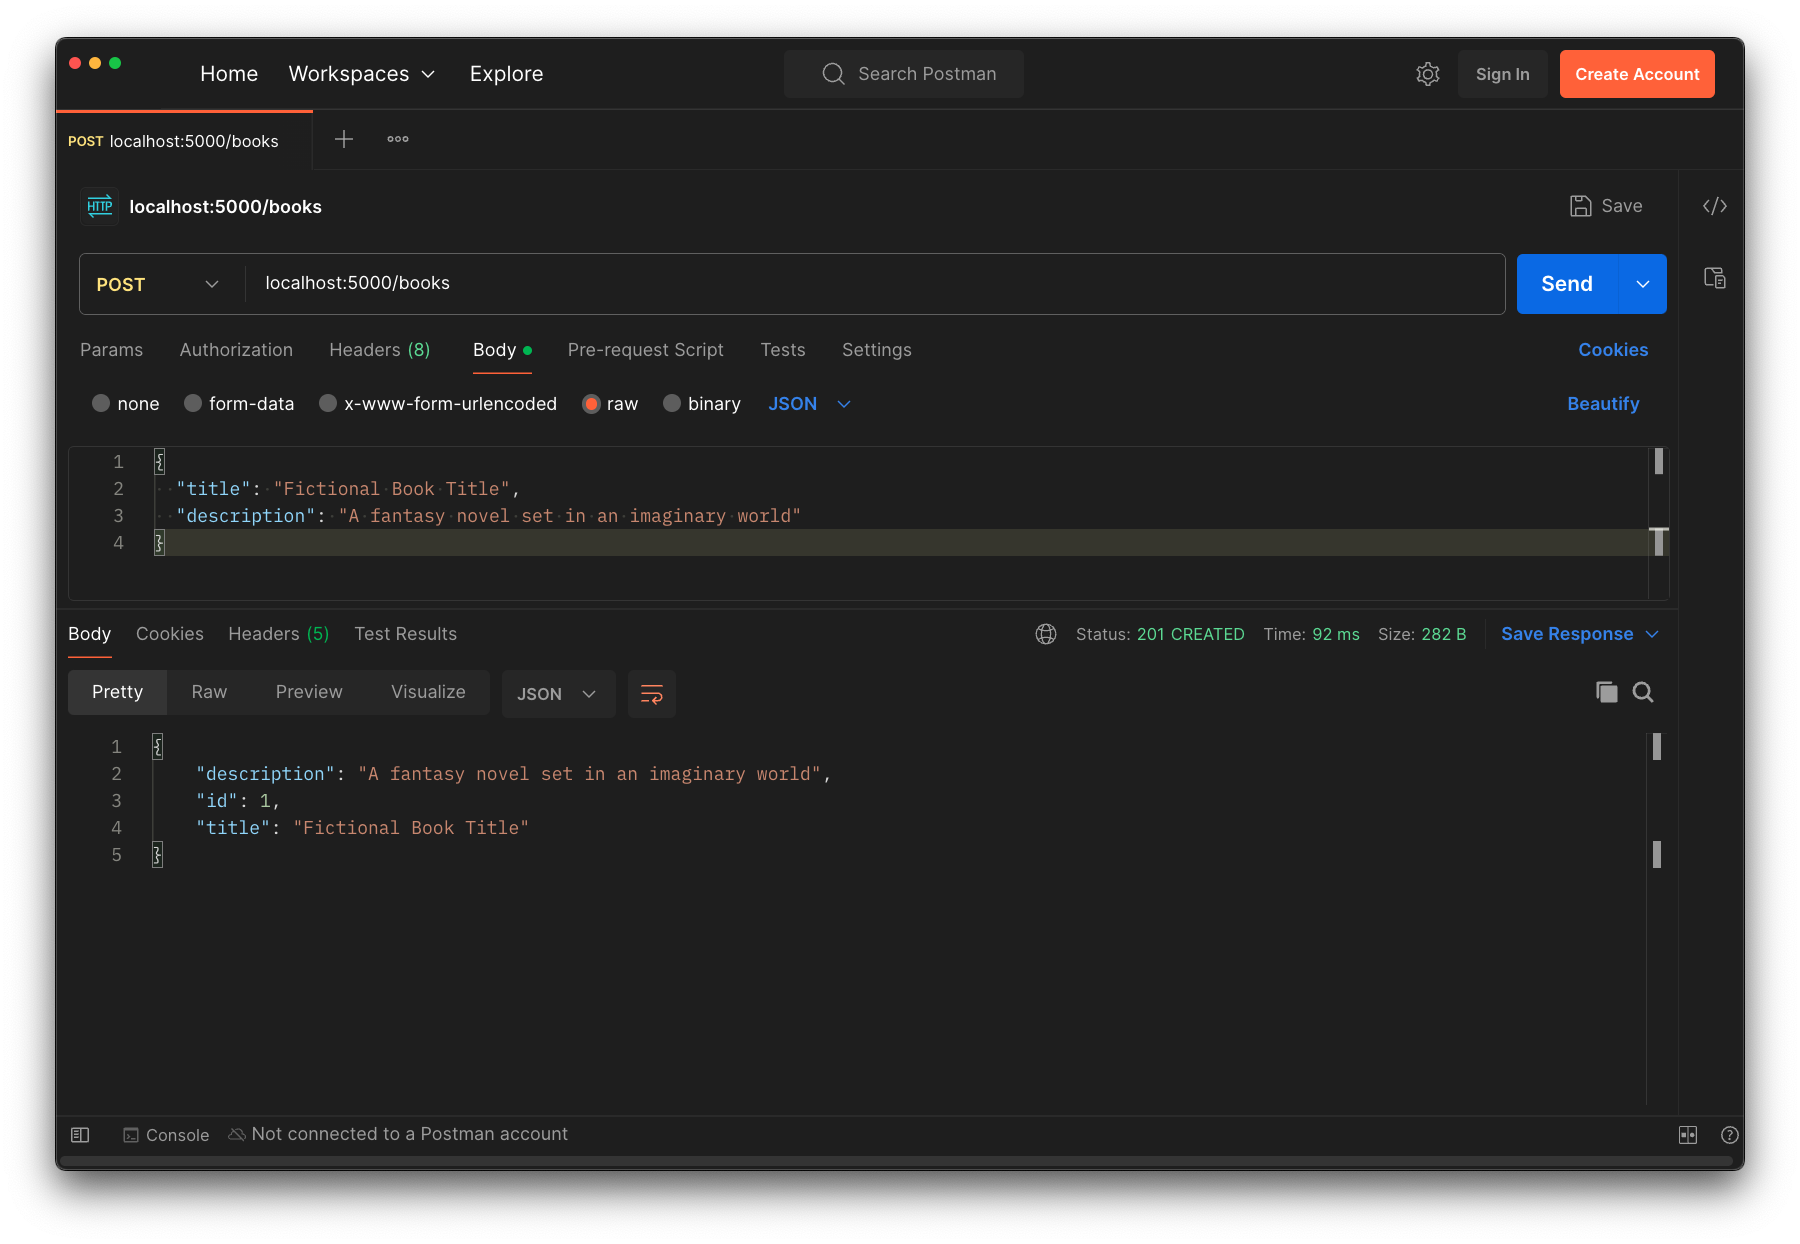 Home Workspaces Explore Search Postman Sign In Create Account
POST localhost:5000/books
HTTP localhost:5000/books Save
POST localhost:5000/books Send
Params Authorization Headers (8) Body Pre-request Script Tests Settings Cookies
none form-data x-www-form-urlencoded raw binary JSON Beautify
1 {
2 "title": "Fictional Book Title",
3 "description": "A fantasy novel set in an imaginary world"
4 }
Body Cookies Headers (5) Test Results Status: 201 CREATED Time: 92 ms Size: 282 B Save Response
Pretty Raw Preview Visualize JSON
1 {
2 "description": "A fantasy novel set in an imaginary world",
3 "id": 1,
4 "title": "Fictional Book Title"
5 }
Console Not connected to a Postman account